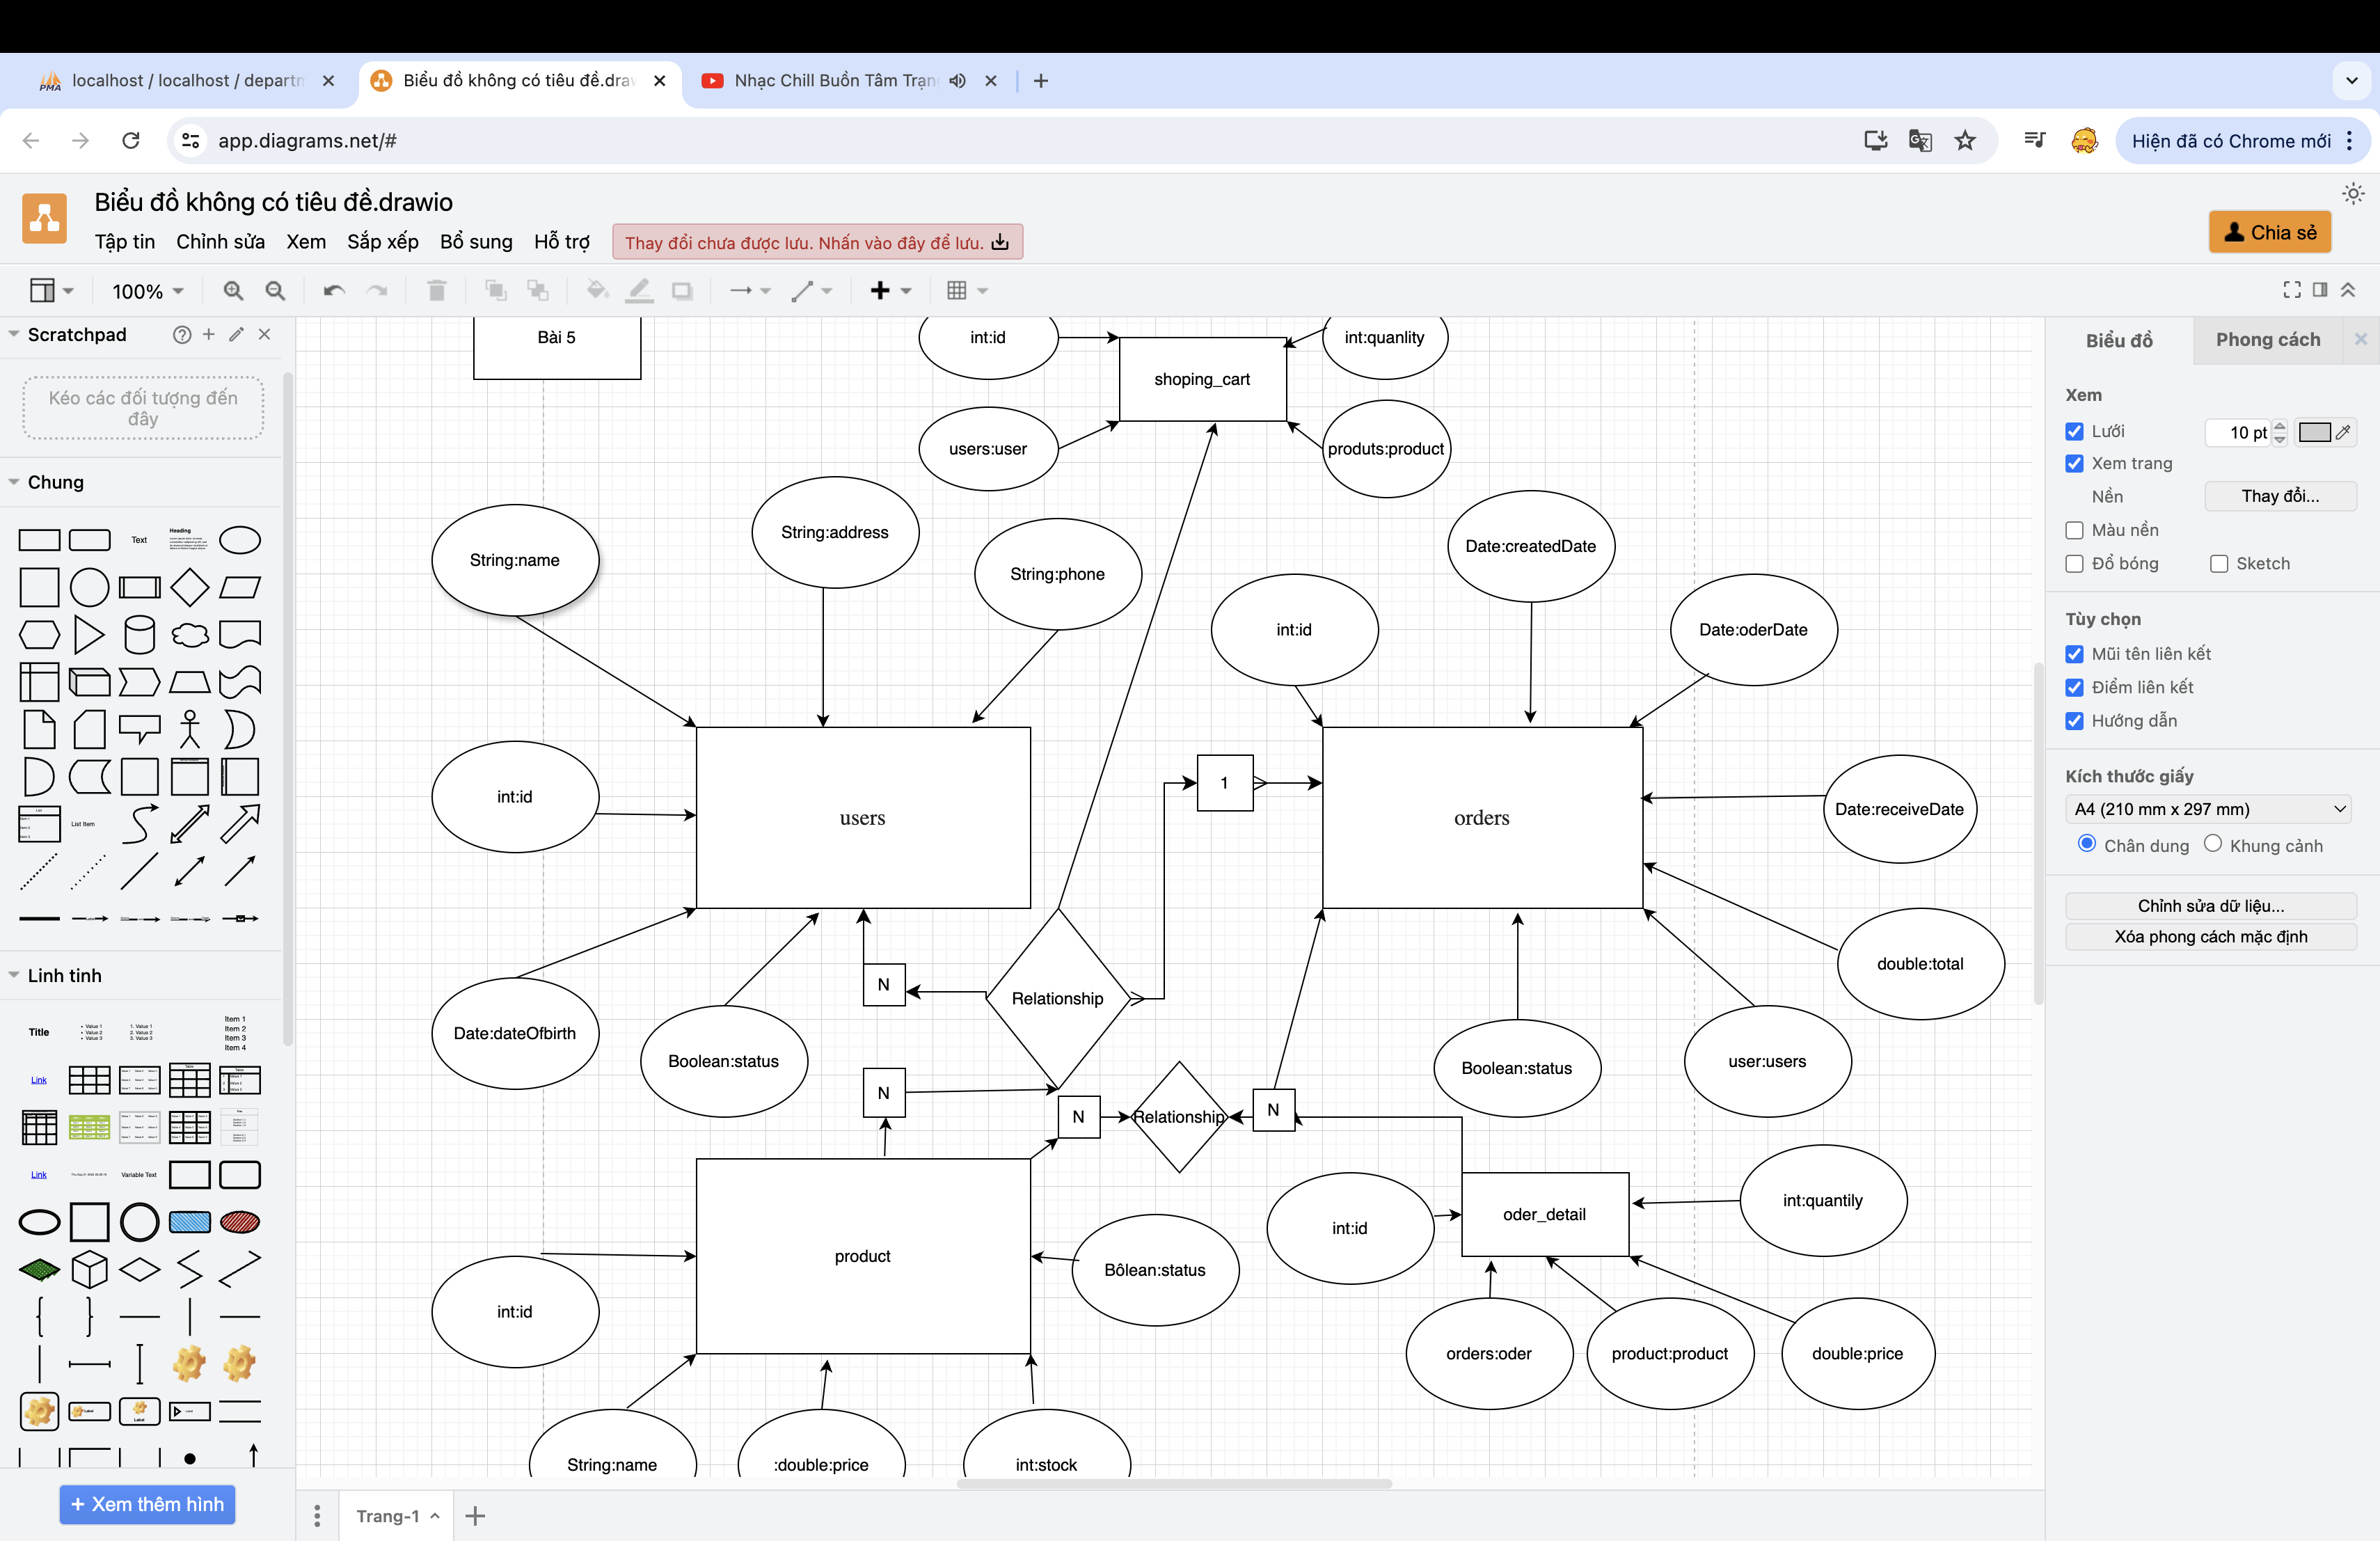 localhost / localhost / departm
Biểu đồ không có tiêu đề.draw
Nhạc Chill Buồn Tâm Trạn
app.diagrams.net/#
Hiện đã có Chrome mới
Biểu đồ không có tiêu đề.drawio
Tập tin Chỉnh sửa Xem Sắp xếp Bổ sung Hỗ trợ
Thay đổi chưa được lưu. Nhấn vào đây để lưu.
Chia sẻ
100%
Scratchpad
Kéo các đối tượng đến
đây
Chung
Text
Heading
List Item
Linh tinh
Title
Item 1
Item 2
Item 3
Item 4
Link
Link
Variable Text
+ Xem thêm hình
Bài 5
int:id
int:quanlity
shoping_cart
users:user
produts:product
String:name
String:address
String:phone
Date:createdDate
int:id
Date:oderDate
int:id
users
1
orders
Date:receiveDate
Date:dateOfbirth
Boolean:status
N
Relationship
double:total
Boolean:status
user:users
N
N
Relationship
N
int:id
product
Bôlean:status
int:id
oder_detail
int:quantily
orders:oder
product:product
double:price
String:name
:double:price
int:stock
Trang-1
Biểu đồ
Phong cách
Xem
Lưới
10 pt
Xem trang
Nền
Thay đổi...
Màu nền
Đổ bóng
Sketch
Tùy chọn
Mũi tên liên kết
Điểm liên kết
Hướng dẫn
Kích thước giấy
A4 (210 mm x 297 mm)
Chân dung
Khung cảnh
Chỉnh sửa dữ liệu...
Xóa phong cách mặc định